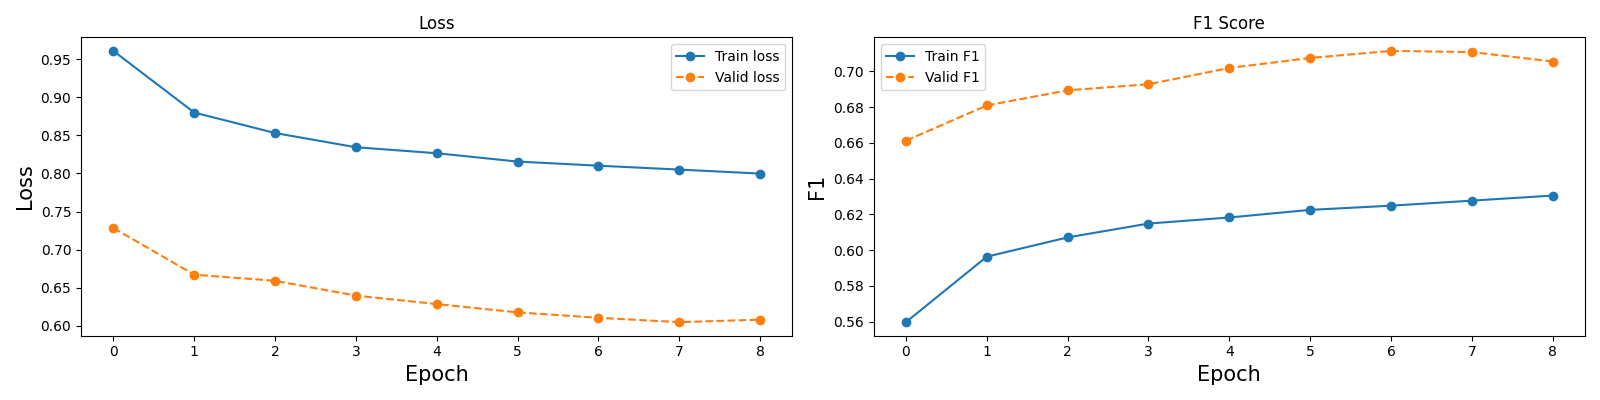 Loss
Loss
0.95
0.90
0.85
0.80
0.75
0.70
0.65
0.60
Train loss
Valid loss
0 1 2 3 4 5 6 7 8
Epoch
F1 Score
F1
0.70
0.68
0.66
0.64
0.62
0.60
0.58
0.56
Train F1
Valid F1
0 1 2 3 4 5 6 7 8
Epoch